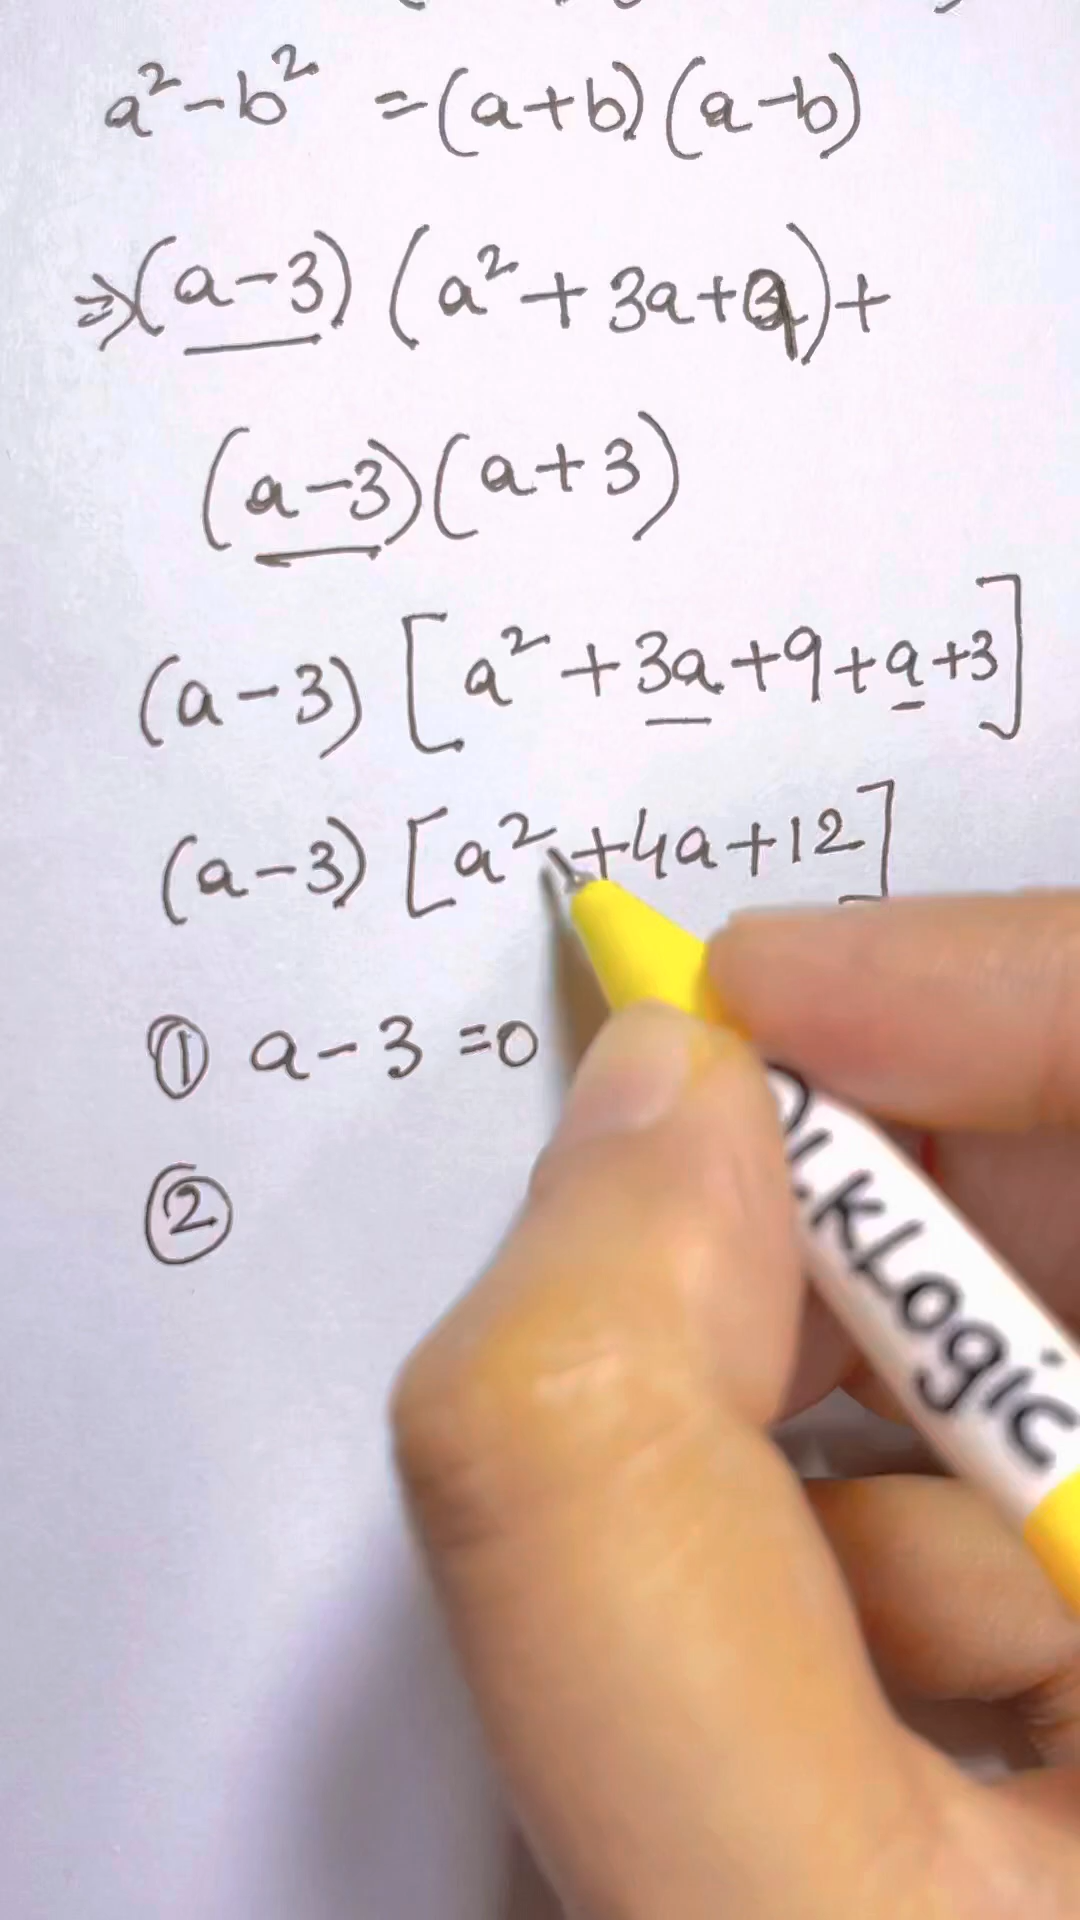 a² - b² = (a+b)(a-b)
⇒ (a-3) (a² + 3a + 9) +
(a-3)(a+3)
(a-3) [a² + 3a + 9 + a + 3]
(a-3) [a² + 4a + 12]
① a - 3 = 0
②
KLogic